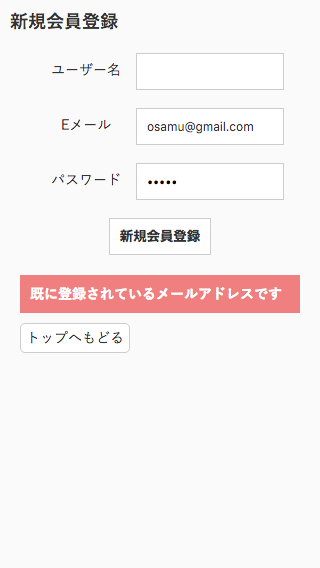 新規会員登録
ユーザー名
Eメール
osamu@gmail.com
パスワード
•••••
新規会員登録
既に登録されているメールアドレスです
トップへもどる